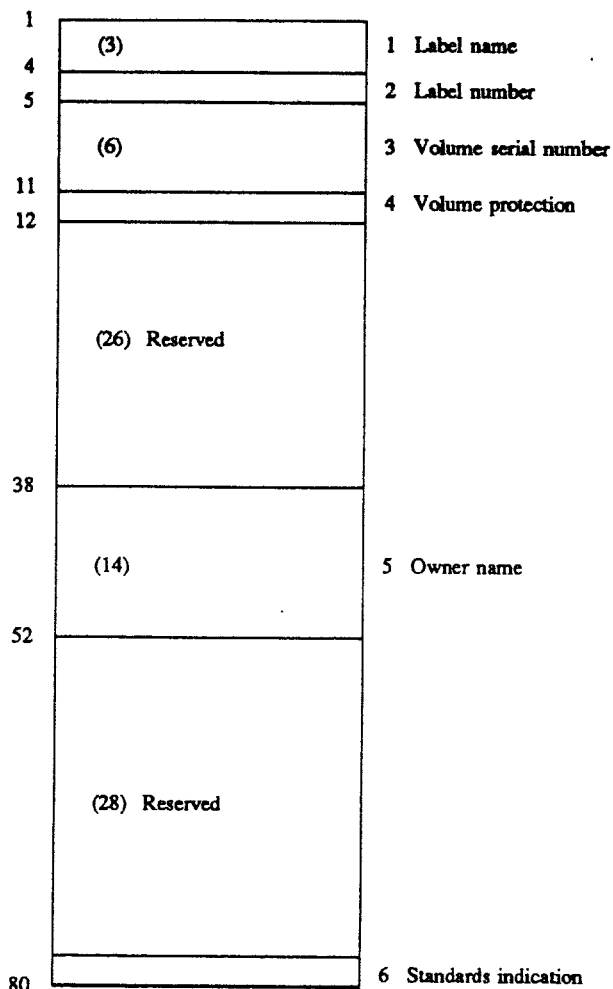 1
(3) 1 Label name
4
2 Label number
5
(6) 3 Volume serial number
11
4 Volume protection
12
(26) Reserved
38
(14) 5 Owner name
52
(28) Reserved
6 Standards indication
80